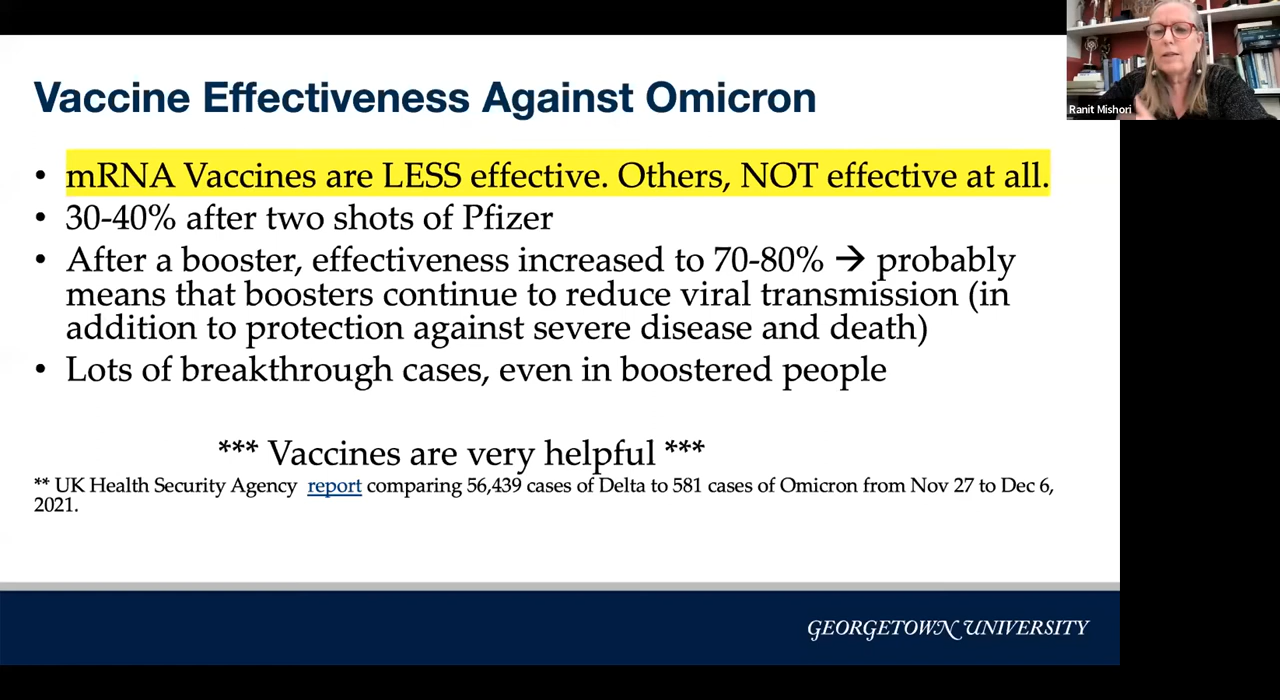 Vaccine Effectiveness Against Omicron
Ranit Mishori
• mRNA Vaccines are LESS effective. Others, NOT effective at all.
• 30-40% after two shots of Pfizer
• After a booster, effectiveness increased to 70-80% → probably
means that boosters continue to reduce viral transmission (in
addition to protection against severe disease and death)
• Lots of breakthrough cases, even in boostered people
*** Vaccines are very helpful ***
** UK Health Security Agency report comparing 56,439 cases of Delta to 581 cases of Omicron from Nov 27 to Dec 6,
2021.
GEORGETOWN UNIVERSITY